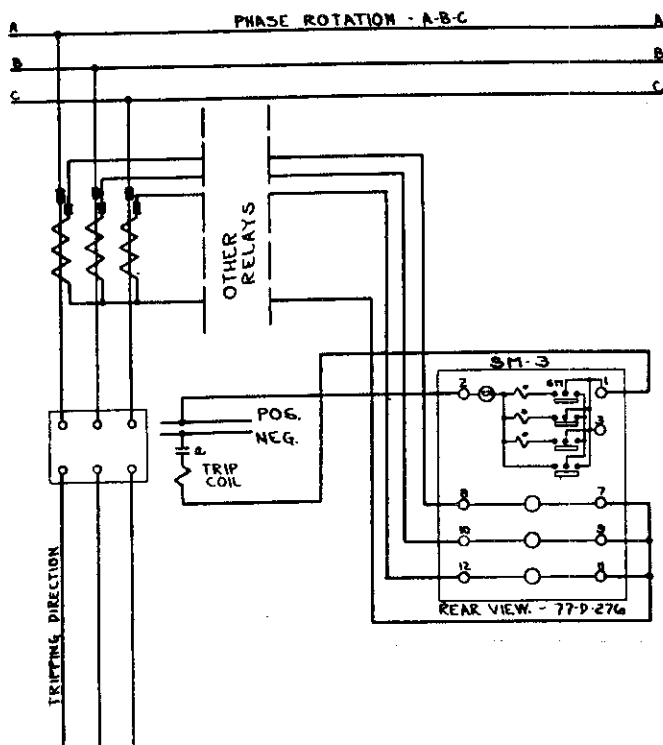 PHASE ROTATION - A-B-C
A A
B B
C C
OTHER
RELAYS
SM-3
2 SM 1
3
POS.
NEG.
a
TRIP
COIL
8 7
10 9
12 11
REAR VIEW. - 77-D-276
TRIPPING DIRECTION